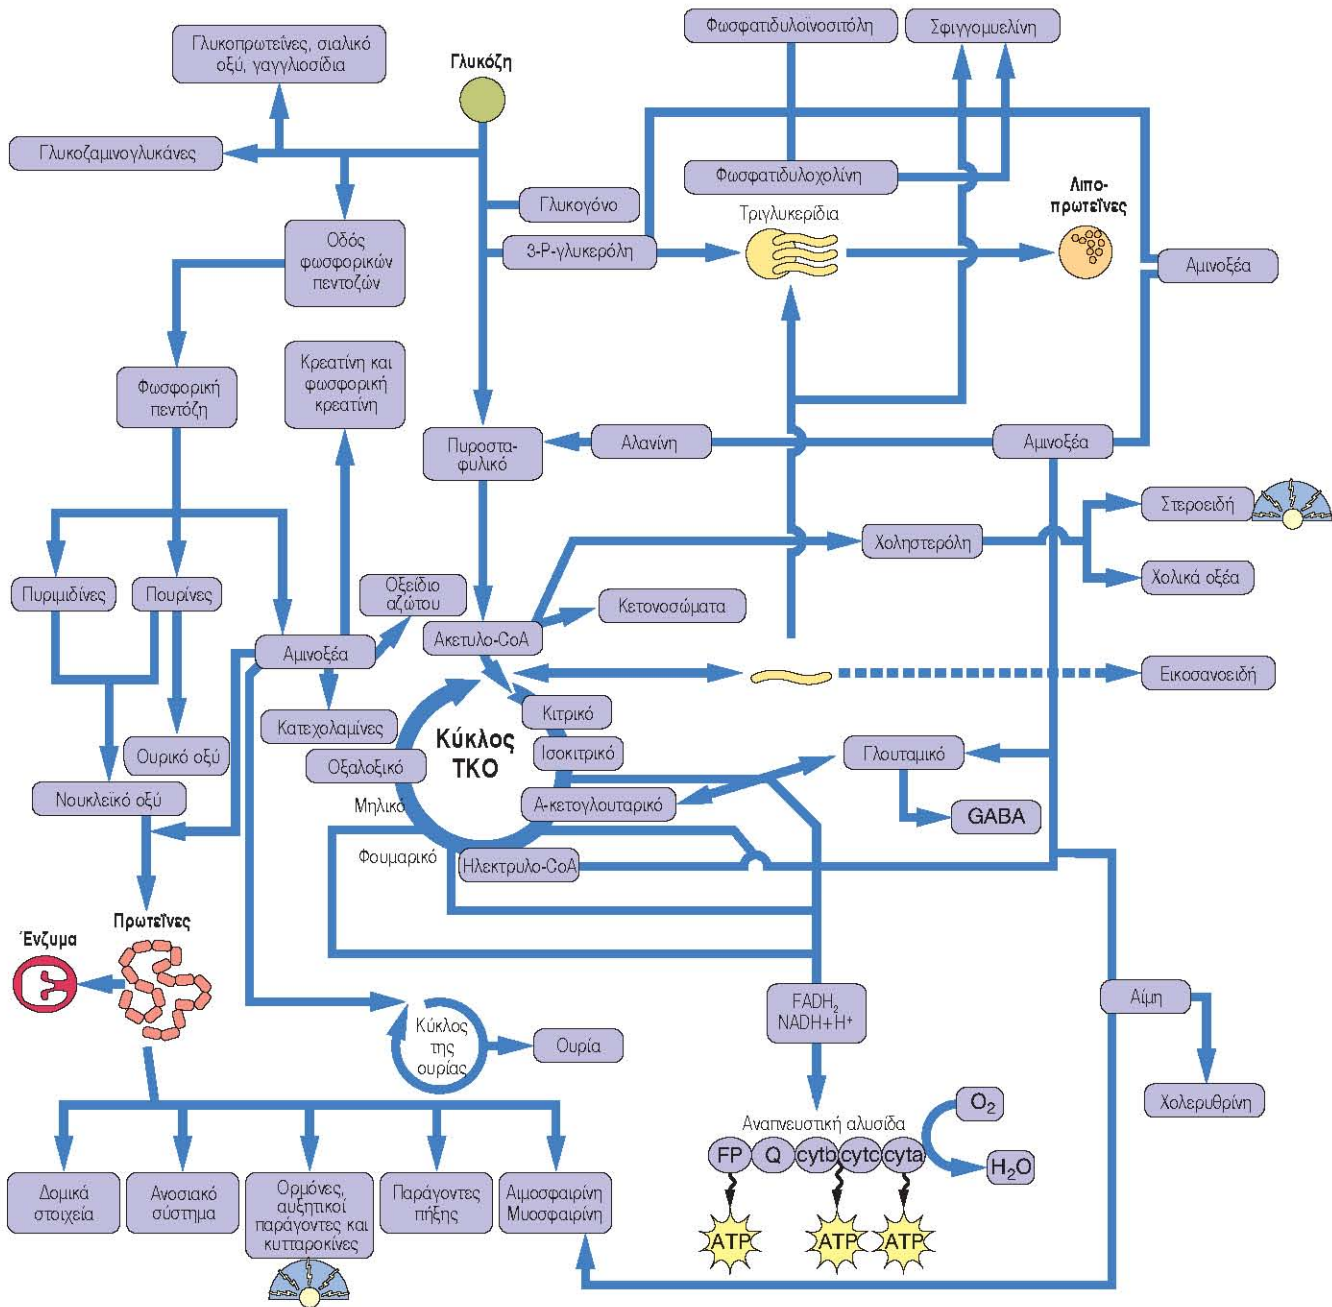 Γλυκοπρωτεΐνες, σιαλικό
οξύ, γαγγλιοσίδια
Γλυκόζη
Φωσφατιδυλοϊνοσιτόλη
Σφιγγομυελίνη
Γλυκοζαμινογλυκάνες
Γλυκογόνο
Φωσφατιδυλοχολίνη
Τριγλυκερίδια
Λιπο-
πρωτεΐνες
Οδός
φωσφορικών
πεντοζών
3-Ρ-γλυκερόλη
Αμινοξέα
Φωσφορική
πεντόζη
Κρεατίνη και
φωσφορική
κρεατίνη
Πυροστα-
φυλικό
Αλανίνη
Αμινοξέα
Στεροειδή
Χοληστερόλη
Χολικά οξέα
Πυριμιδίνες
Πουρίνες
Οξείδιο
αζώτου
Κετονοσώματα
Ακετυλο-CoA
Αμινοξέα
Εικοσανοειδή
Κατεχολαμίνες
Κιτρικό
Κύκλος
ΤΚΟ
Ισοκιτρικό
Ουρικό οξύ
Οξαλοξικό
Γλουταμικό
Νουκλεϊκό οξύ
Μηλικό
Α-κετογλουταρικό
GABA
Φουμαρικό
Ηλεκτρυλο-CoA
Ένζυμα
Πρωτεΐνες
FADH2
NADH+H+
Αίμη
Κύκλος
της
ουρίας
Ουρία
Χολερυθρίνη
Αναπνευστική αλυσίδα
O2
FP Q cytb cytc cyta
H2O
Δομικά
στοιχεία
Ανοσιακό
σύστημα
Ορμόνες,
αυξητικοί
παράγοντες και
κυτταροκίνες
Παράγοντες
πήξης
Αιμοσφαιρίνη
Μυοσφαιρίνη
ATP ATP ATP